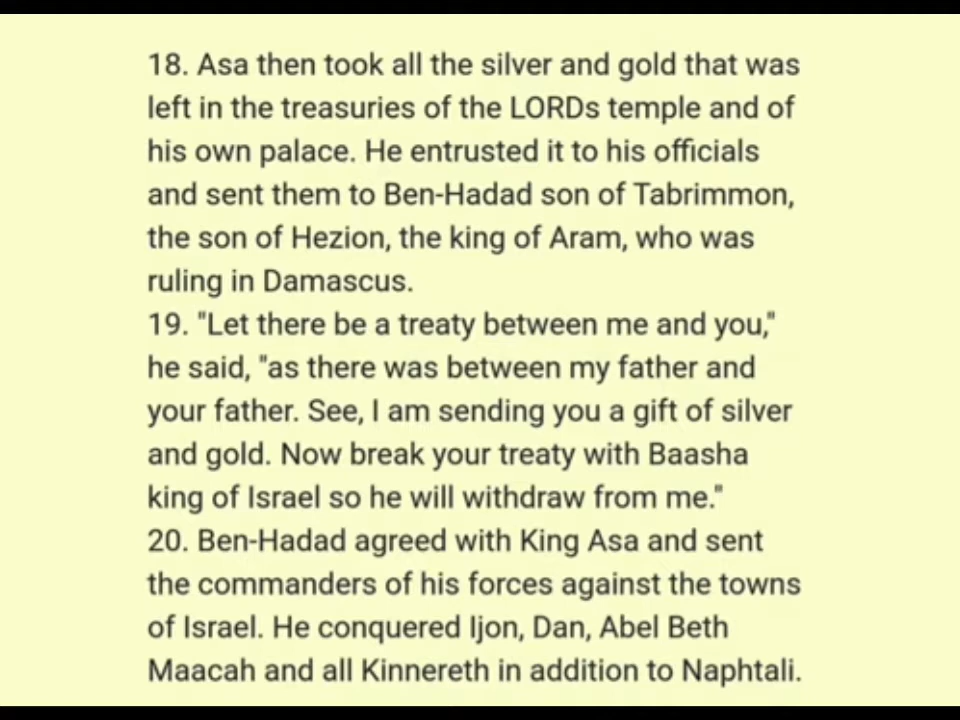 18. Asa then took all the silver and gold that was
left in the treasuries of the LORDs temple and of
his own palace. He entrusted it to his officials
and sent them to Ben-Hadad son of Tabrimmon,
the son of Hezion, the king of Aram, who was
ruling in Damascus.
19. "Let there be a treaty between me and you,"
he said, "as there was between my father and
your father. See, I am sending you a gift of silver
and gold. Now break your treaty with Baasha
king of Israel so he will withdraw from me."
20. Ben-Hadad agreed with King Asa and sent
the commanders of his forces against the towns
of Israel. He conquered Ijon, Dan, Abel Beth
Maacah and all Kinnereth in addition to Naphtali.